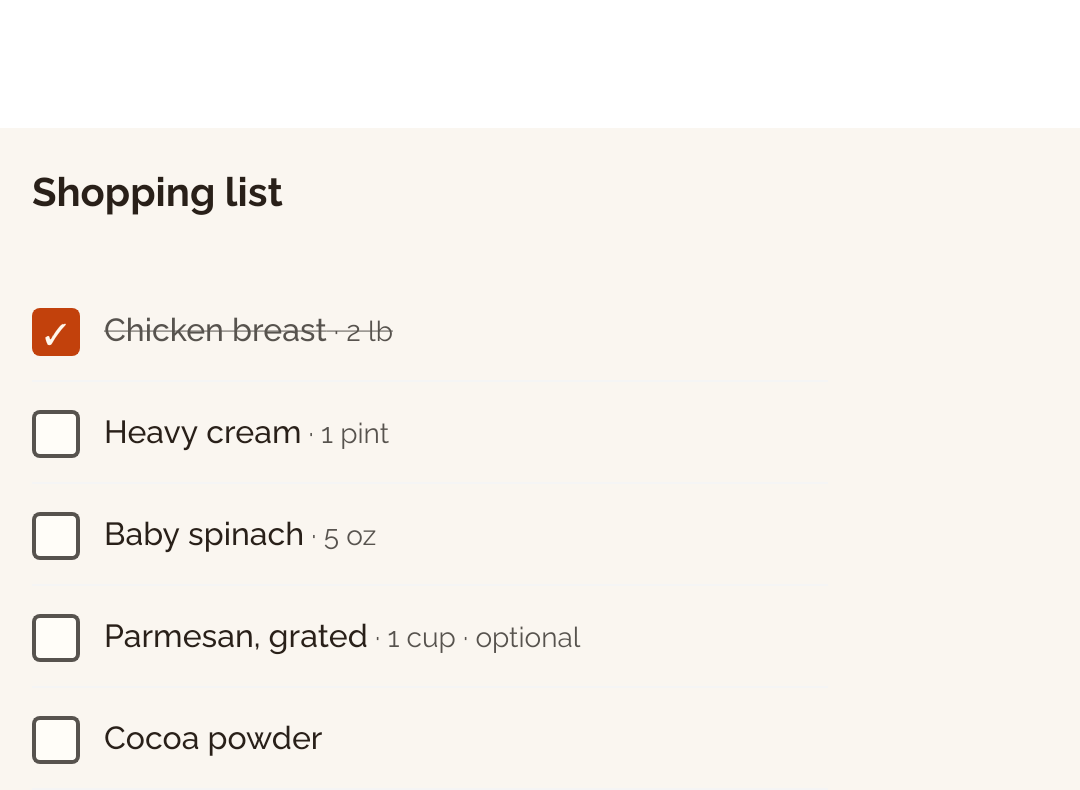 Shopping list
✓ Chicken breast · 2 lb
Heavy cream · 1 pint
Baby spinach · 5 oz
Parmesan, grated · 1 cup · optional
Cocoa powder